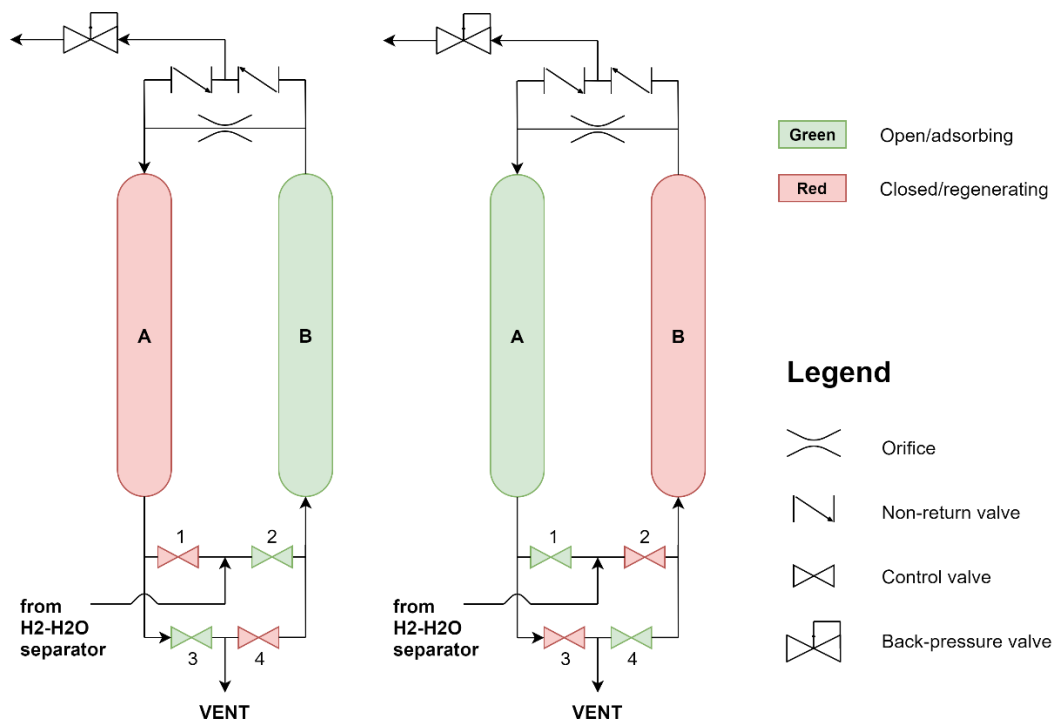 A
B
1
2
from
H2-H2O
separator
3
4
VENT
A
B
1
2
from
H2-H2O
separator
3
4
VENT
Green Open/adsorbing
Red Closed/regenerating
Legend
Orifice
Non-return valve
Control valve
Back-pressure valve